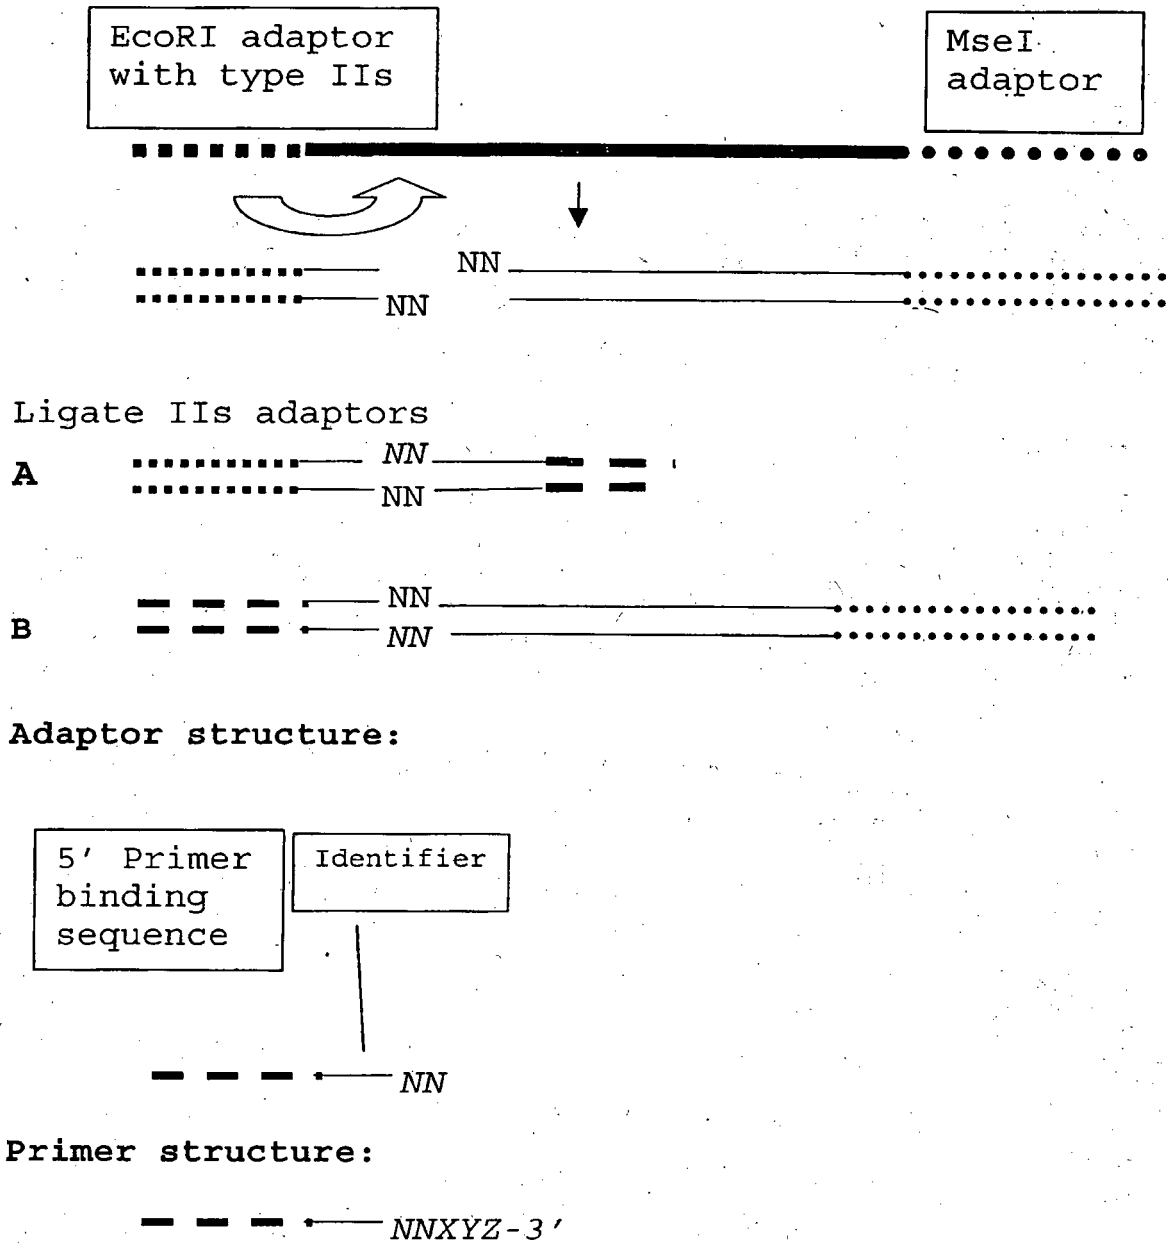 EcoRI adaptor
with type IIs
MseI
adaptor
NN
NN
Ligate IIs adaptors
A
NN
NN
B
NN
NN
Adaptor structure:
5' Primer
binding
sequence
Identifier
NN
Primer structure:
NNXYZ-3'